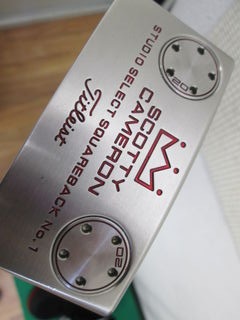 SCOTTY
CAMERON
STUDIO SELECT SQUAREBACK NO.1
Titleist
20
20